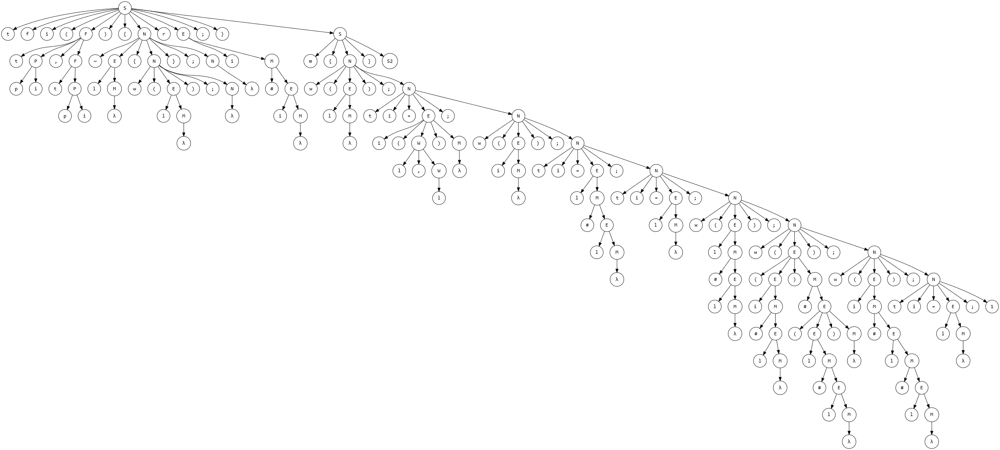 S
t f i ( F ) { N r E ; } S
t P , F ~ E { N } ; N i M m { N } S2
p i t P l M w ( E ) ; N λ # E w ( E ) ; N
p i λ l M λ i M l M t i = E ; N
λ λ λ i ( W ) M w ( E ) ; N
l , W λ i M t i = E ; N
l λ l M t i = E ; N
# E l M w ( E ) ; N
l M λ l M w ( E ) ; N
λ # E ( E ) M w ( E ) ; N
l M i M # E i M t i = E ; l
λ # E ( E ) M # E l M
l M l M λ l M λ
λ # E # E
l M l M
λ λ